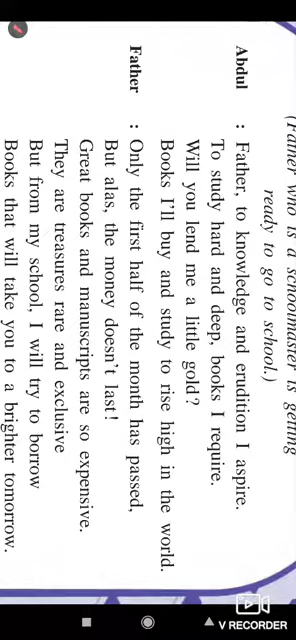 (Father who is a schoolmaster is getting
ready to go to school.)
Abdul : Father, to knowledge and erudition I aspire.
To study hard and deep, books I require.
Will you lend me a little gold?
Books I'll buy and study to rise high in the world.
Father : Only the first half of the month has passed,
But alas, the money doesn't last!
Great books and manuscripts are so expensive.
They are treasures rare and exclusive
But from my school, I will try to borrow
Books that will take you to a brighter tomorrow.
V RECORDER